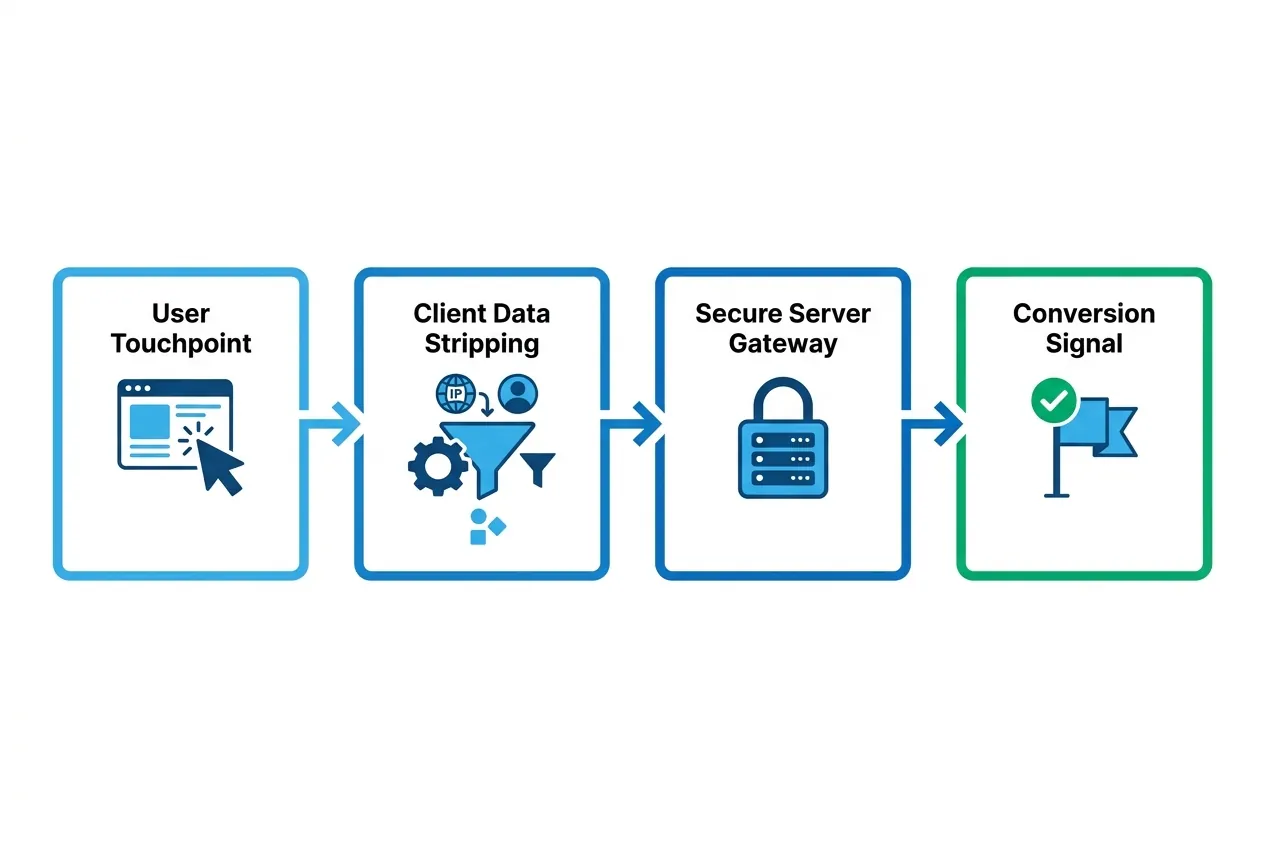 User
Touchpoint
Client Data
Stripping
IP
Secure Server
Gateway
Conversion
Signal